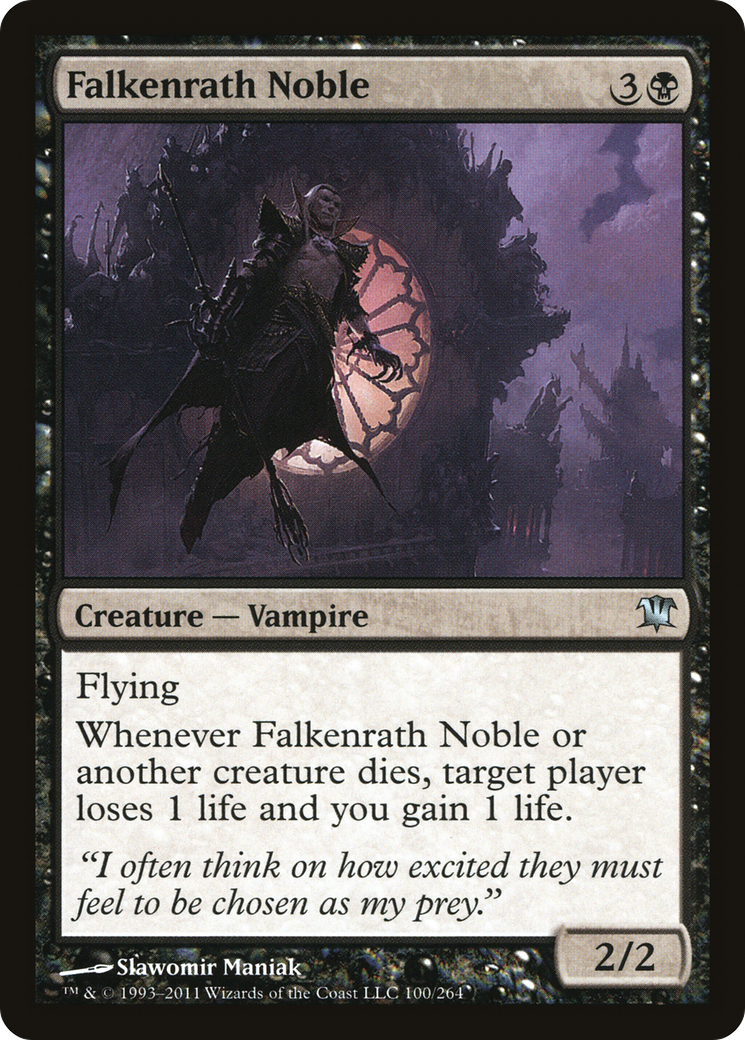 Falkenrath Noble 3
Creature — Vampire
Flying
Whenever Falkenrath Noble or
another creature dies, target player
loses 1 life and you gain 1 life.
“I often think on how excited they must
feel to be chosen as my prey.”
2/2
Slawomir Maniak
™ & © 1993–2011 Wizards of the Coast LLC 100/264